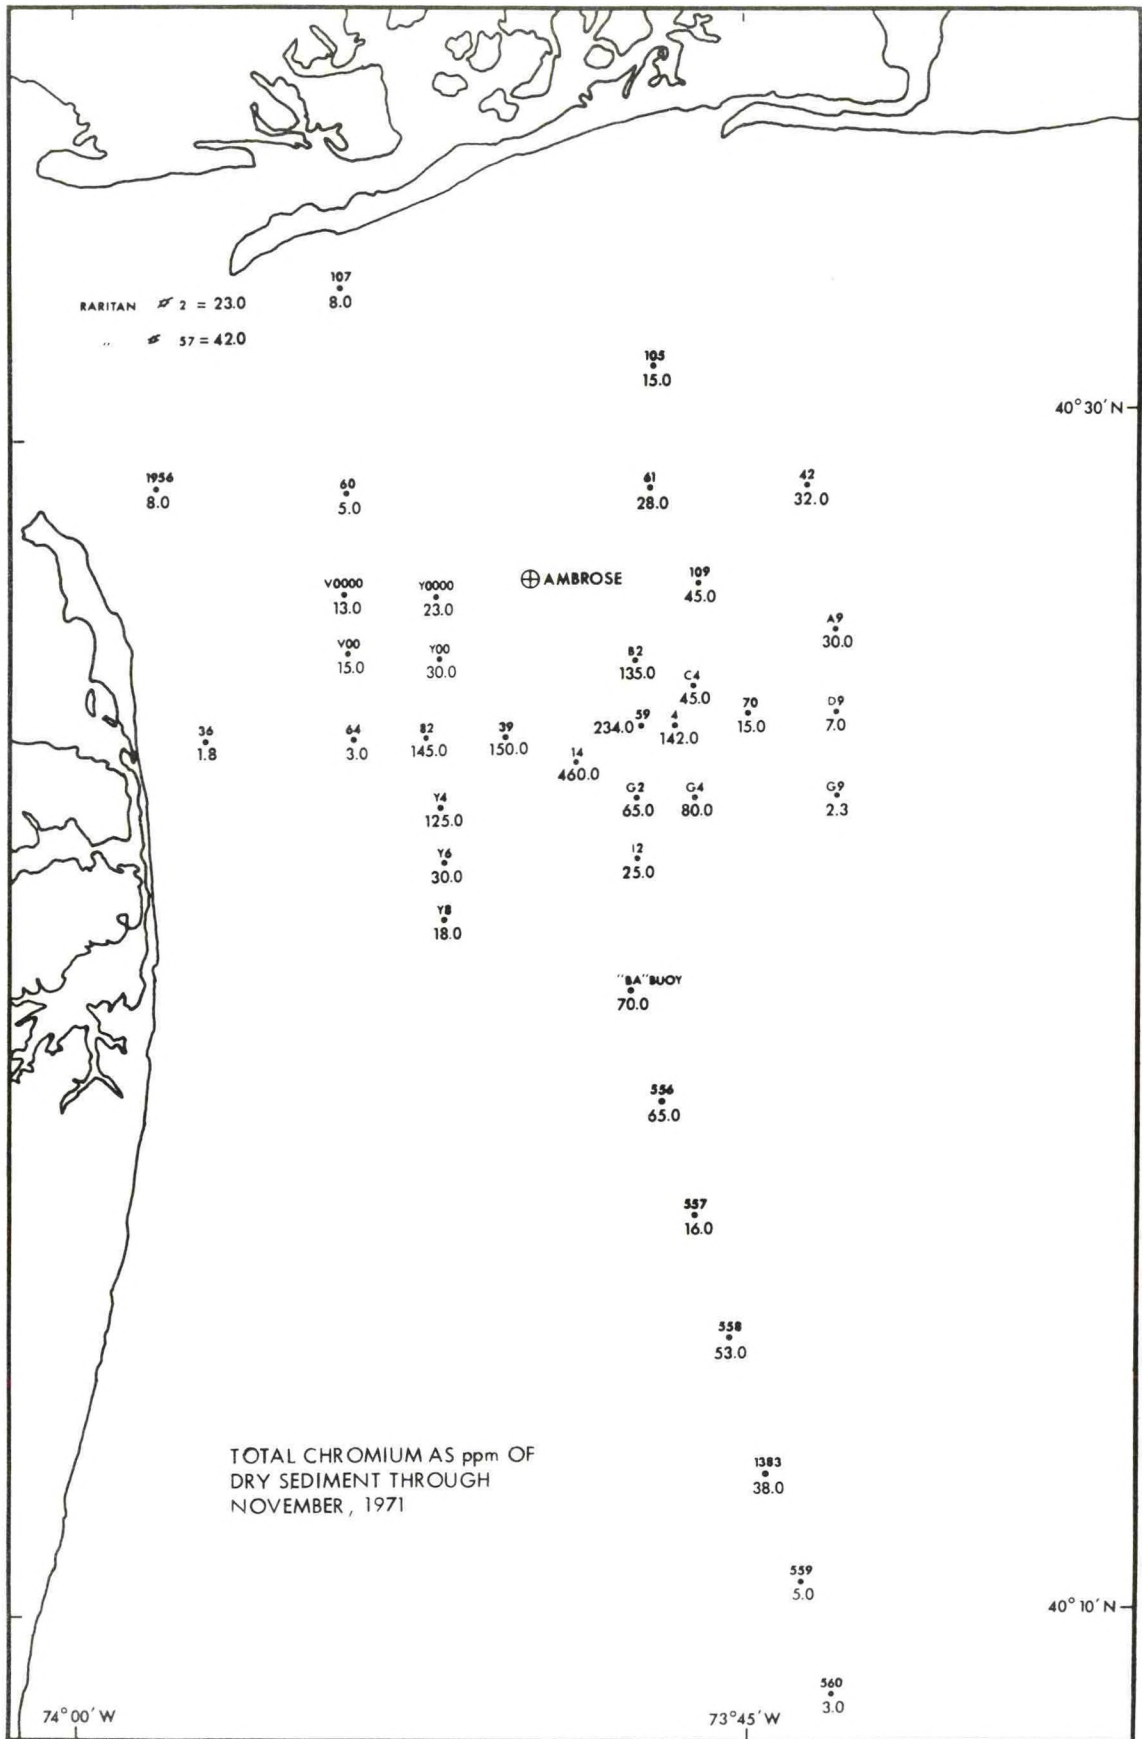 107
8.0
RARITAN # 2 = 23.0
" # 57 = 42.0
105
15.0
40°30'N
1956
8.0
60
5.0
61
28.0
42
32.0
AMBROSE
V0000
13.0
Y0000
23.0
109
45.0
A9
30.0
V00
15.0
Y00
30.0
B2
135.0
C4
45.0
36
1.8
64
3.0
82
145.0
39
150.0
14
460.0
59
234.0
4
142.0
70
15.0
D9
7.0
Y4
125.0
G2
65.0
G4
80.0
G9
2.3
Y6
30.0
I2
25.0
Y8
18.0
"BA" BUOY
70.0
556
65.0
557
16.0
558
53.0
TOTAL CHROMIUM AS ppm OF
DRY SEDIMENT THROUGH
NOVEMBER, 1971
1383
38.0
559
5.0
40°10'N
560
3.0
74°00'W
73°45'W